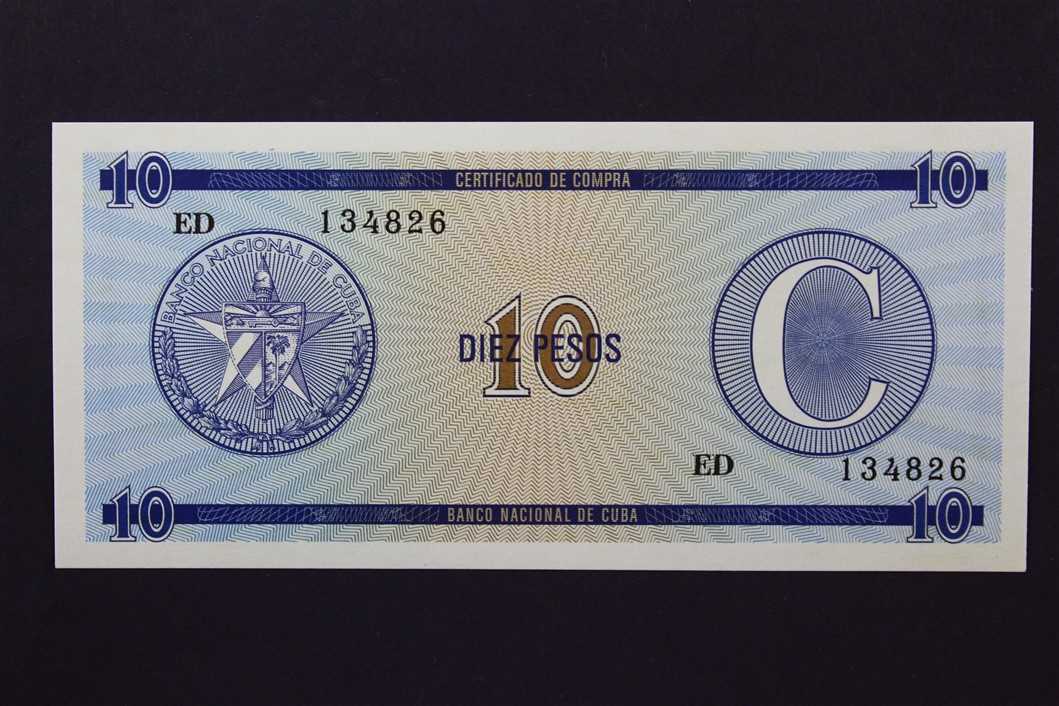 10 CERTIFICADO DE COMPRA 10
ED 134826
BANCO NACIONAL DE CUBA
10
DIEZ PESOS
C
ED 134826
10 BANCO NACIONAL DE CUBA 10